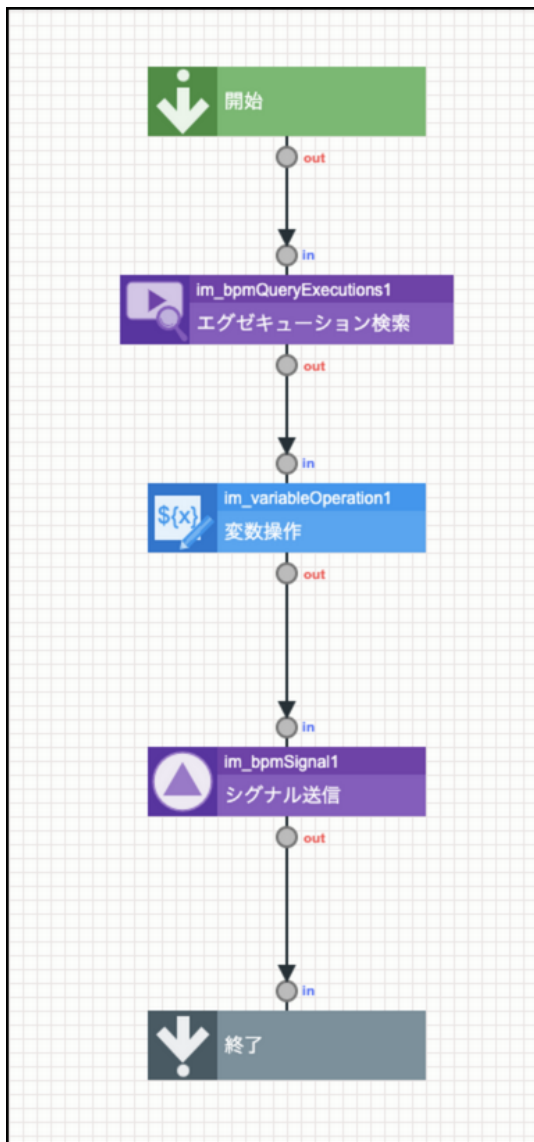 開始
out
in
im_bpmQueryExecutions1
エグゼキューション検索
out
in
im_variableOperation1
${x}
変数操作
out
in
im_bpmSignal1
シグナル送信
out
in
終了